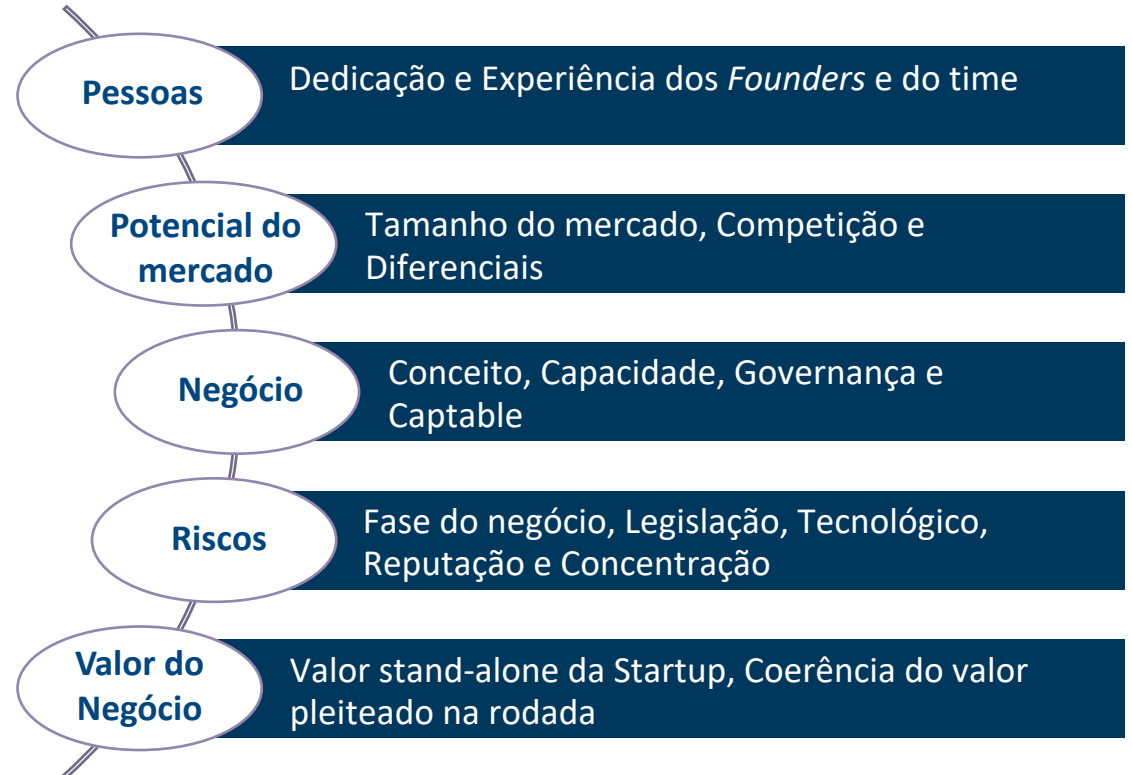 Pessoas
Dedicação e Experiência dos Founders e do time
Potencial do
mercado
Tamanho do mercado, Competição e
Diferenciais
Negócio
Conceito, Capacidade, Governança e
Captable
Riscos
Fase do negócio, Legislação, Tecnológico,
Reputação e Concentração
Valor do
Negócio
Valor stand-alone da Startup, Coerência do valor
pleiteado na rodada